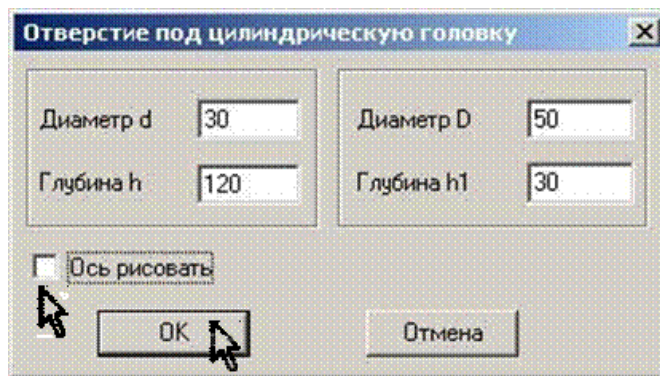 Отверстие под цилиндрическую головку
Диаметр d 30 Диаметр D 50
Глубина h 120 Глубина h1 30
Ось рисовать
OK Отмена